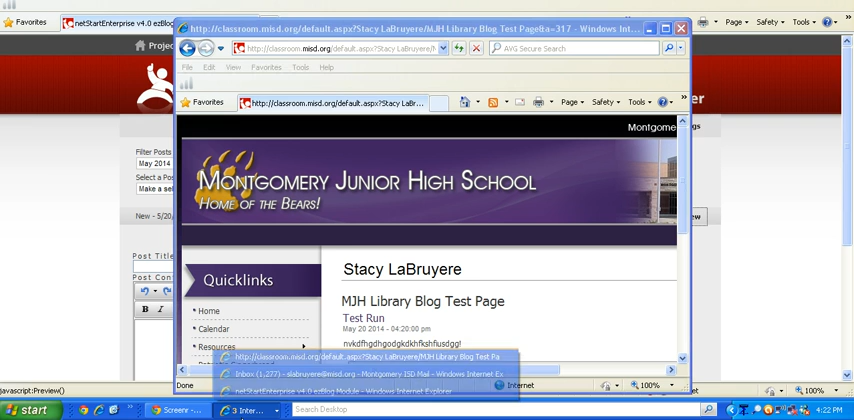 Favorites
netStartEnterprise v4.0 ezBlog
Page
Safety
Tools
http://classroom.misd.org/default.aspx?Stacy LaBruyere/MJH Library Blog Test Page&a=317 - Windows Int...
http://classroom.misd.org/default.aspx?Stacy LaBruyere/
AVG Secure Search
File Edit View Favorites Tools Help
Favorites
http://classroom.misd.org/default.aspx?Stacy LaBr...
Page Safety Tools
Filter Posts
May 2014
Select a Pos
Make a sel
New - 5/20/
Post Title
Post Con
B I
Montgome
MONTGOMERY JUNIOR HIGH SCHOOL
HOME OF THE BEARS!
Quicklinks
Home
Calendar
Resources
Stacy LaBruyere
MJH Library Blog Test Page
Test Run
May 20 2014 - 04:20:00 pm
nvkdfhgdhgodgkdkhfkshfusdgg!
http://classroom.misd.org/default.aspx?Stacy LaBruyere/MJH Library Blog Test Pa
Inbox (1,277) - slabruyere@misd.org - Montgomery ISD Mail - Windows Internet Ex
netStartEnterprise v4.0 ezBlog Module - Windows Internet Explorer
Done
Internet
100%
javascript:Preview()
100%
start
Screenr -...
3 Inter...
Search Desktop
4:22 PM